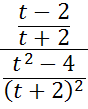 t − 2
t + 2
t² − 4
(t + 2)²